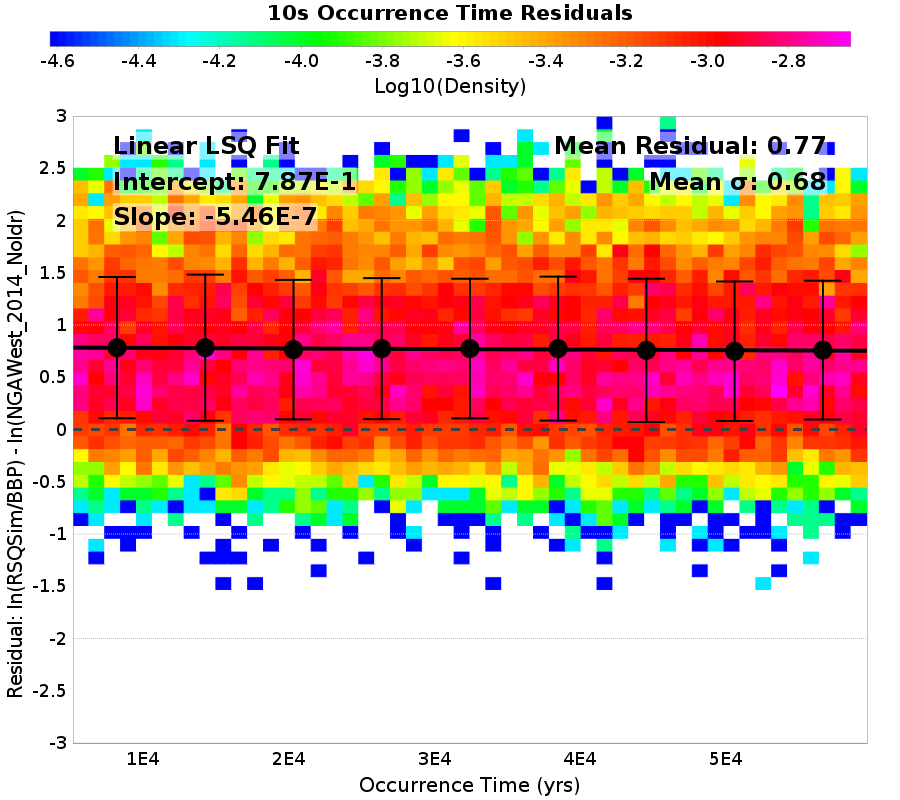 10s Occurrence Time Residuals
-4.6 -4.4 -4.2 -4.0 -3.8 -3.6 -3.4 -3.2 -3.0 -2.8
Log10(Density)
Linear LSQ Fit
Intercept: 7.87E-1
Slope: -5.46E-7
Mean Residual: 0.77
Mean σ: 0.68
Residual: ln(RSQSim/BBP) - ln(NGAWest_2014_NoIdr)
3
2.5
2
1.5
1
0.5
0
-0.5
-1
-1.5
-2
-2.5
-3
1E4 2E4 3E4 4E4 5E4
Occurrence Time (yrs)